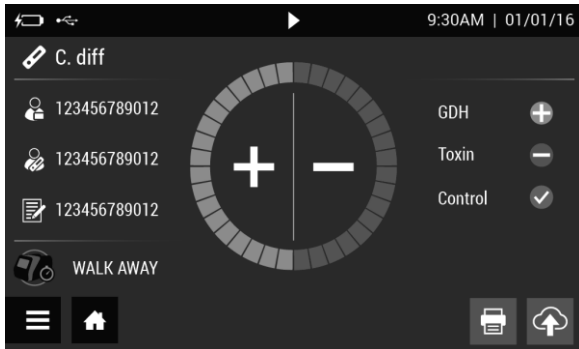 9:30AM | 01/01/16
C. diff
123456789012
123456789012
123456789012
WALK AWAY
+ −
GDH +
Toxin −
Control